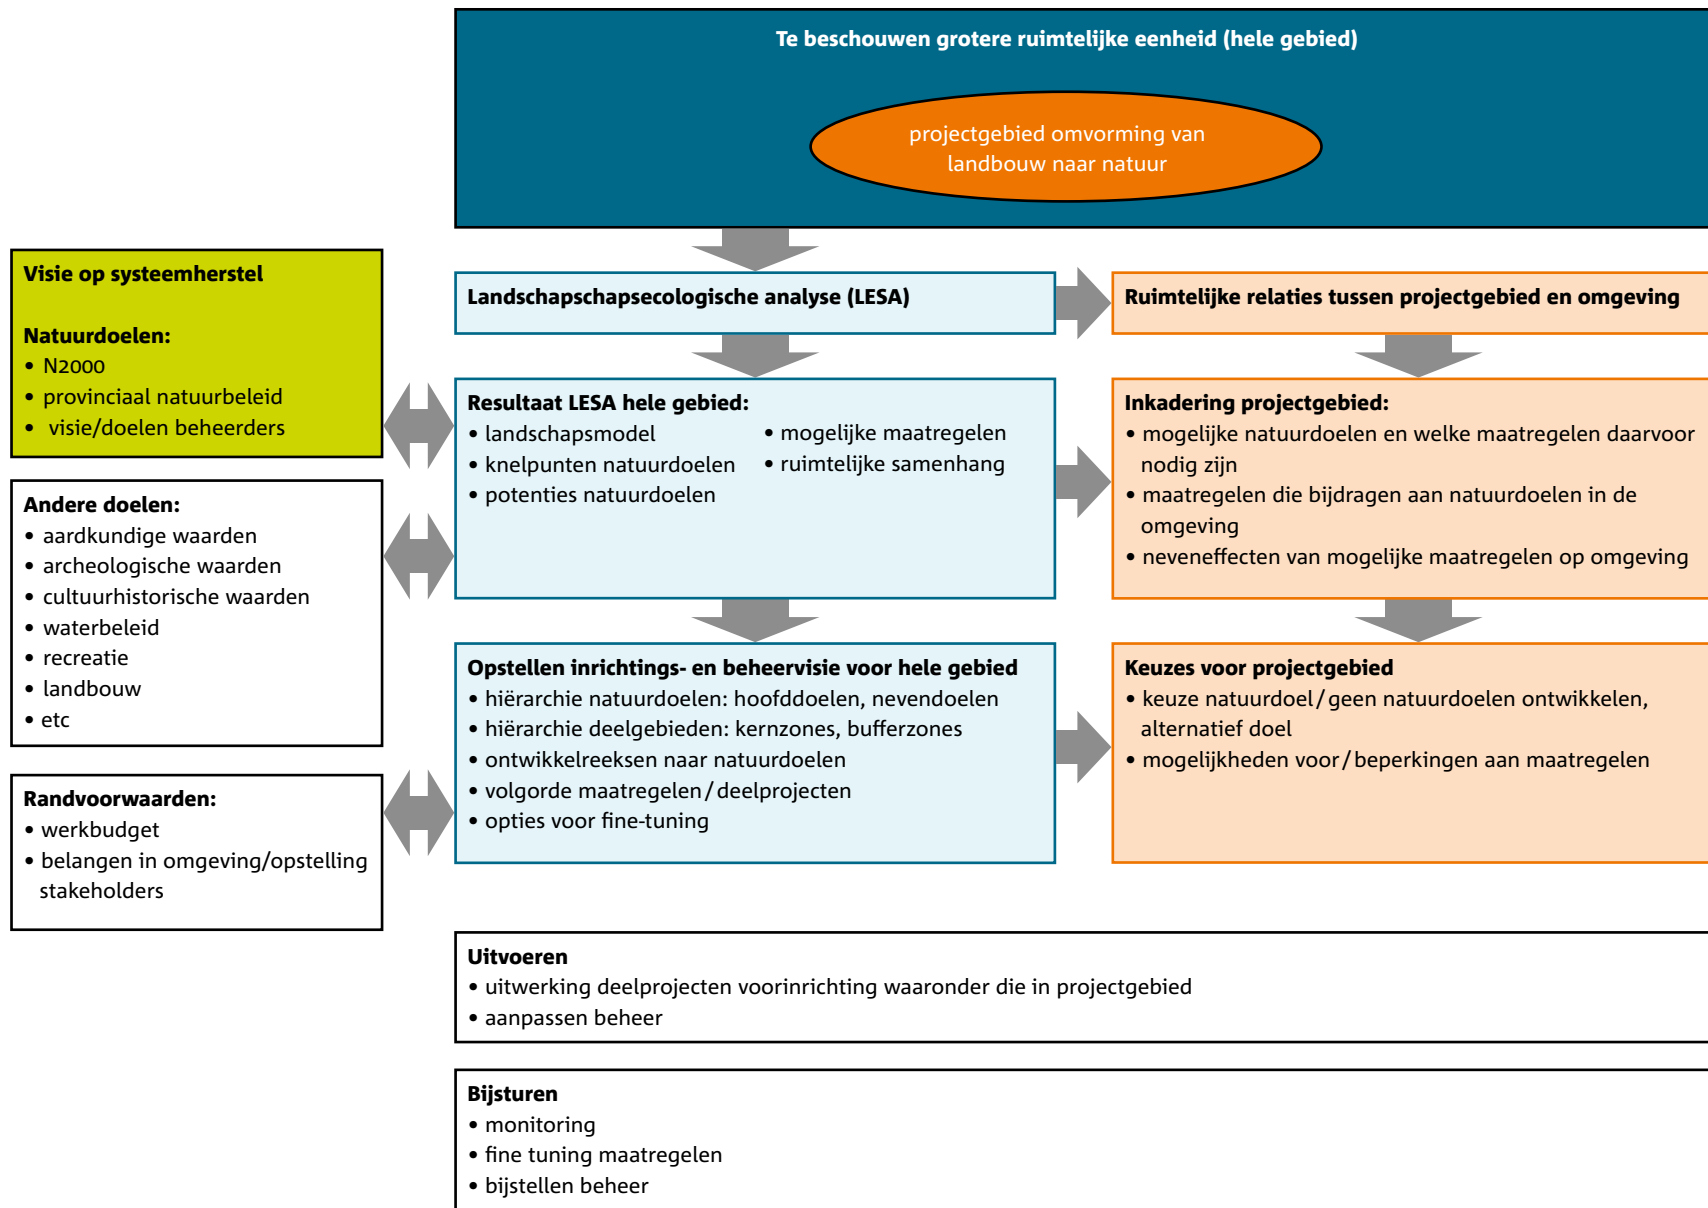 Te beschouwen grotere ruimtelijke eenheid (hele gebied)
projectgebied omvorming van
landbouw naar natuur
Visie op systeemherstel
Natuurdoelen:
• N2000
• provinciaal natuurbeleid
• visie/doelen beheerders
Andere doelen:
• aardkundige waarden
• archeologische waarden
• cultuurhistorische waarden
• waterbeleid
• recreatie
• landbouw
• etc
Randvoorwaarden:
• werkbudget
• belangen in omgeving/opstelling
stakeholders
Landschapschapsecologische analyse (LESA)
Resultaat LESA hele gebied:
• landschapsmodel
• knelpunten natuurdoelen
• potenties natuurdoelen
• mogelijke maatregelen
• ruimtelijke samenhang
Opstellen inrichtings- en beheervisie voor hele gebied
• hiërarchie natuurdoelen: hoofddoelen, nevendoelen
• hiërarchie deelgebieden: kernzones, bufferzones
• ontwikkelreeksen naar natuurdoelen
• volgorde maatregelen/deelprojecten
• opties voor fine-tuning
Ruimtelijke relaties tussen projectgebied en omgeving
Inkadering projectgebied:
• mogelijke natuurdoelen en welke maatregelen daarvoor
nodig zijn
• maatregelen die bijdragen aan natuurdoelen in de
omgeving
• neveneffecten van mogelijke maatregelen op omgeving
Keuzes voor projectgebied
• keuze natuurdoel/geen natuurdoelen ontwikkelen,
alternatief doel
• mogelijkheden voor/beperkingen aan maatregelen
Uitvoeren
• uitwerking deelprojecten voorinrichting waaronder die in projectgebied
• aanpassen beheer
Bijsturen
• monitoring
• fine tuning maatregelen
• bijstellen beheer